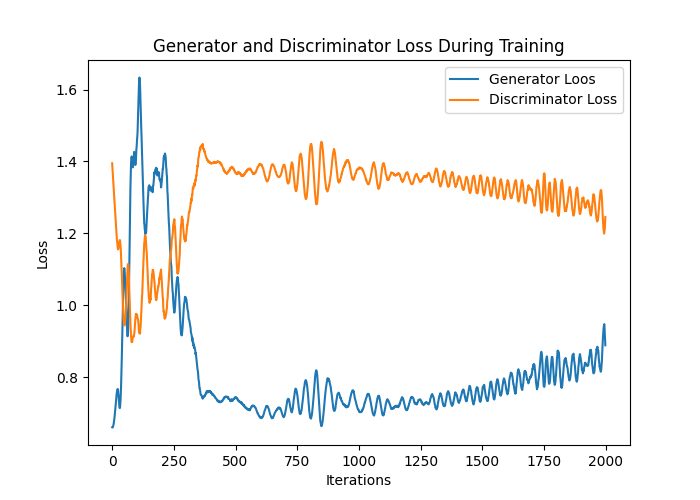 Generator and Discriminator Loss During Training
Generator Loos
Discriminator Loss
1.6
1.4
1.2
1.0
0.8
Loss
0
250
500
750
1000
1250
1500
1750
2000
Iterations